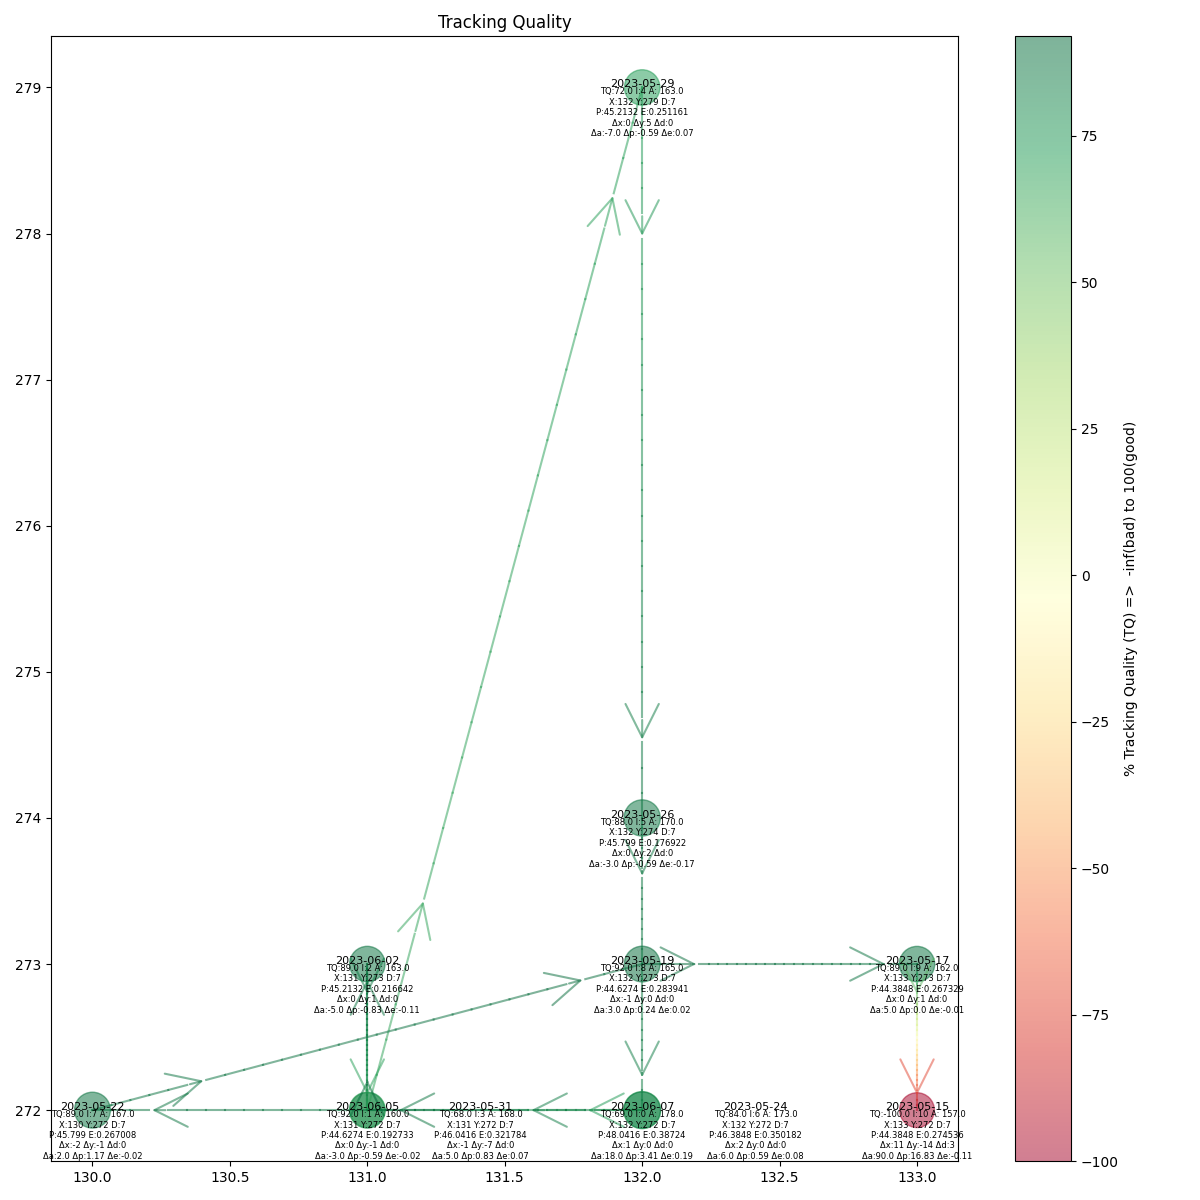 Tracking Quality
279
278
277
276
275
274
273
272
2023-05-29
TQ:72.0 I:4 A: 163.0
X:132 Y:279 D:7
P:45.2132 E:0.251161
Δx:0 Δy:5 Δd:0
Δa:-7.0 Δp:-0.59 Δe:0.07
2023-05-26
TQ:88.0 I:5 A: 170.0
X:132 Y:274 D:7
P:45.799 E:0.176922
Δx:0 Δy:2 Δd:0
Δa:-3.0 Δp:-0.59 Δe:-0.17
2023-06-02
TQ:89.0 I:2 A: 163.0
X:131 Y:273 D:7
P:45.2132 E:0.216642
Δx:0 Δy:1 Δd:0
Δa:-5.0 Δp:-0.83 Δe:-0.11
2023-05-19
TQ:92.0 I:8 A: 165.0
X:132 Y:273 D:7
P:44.6274 E:0.283941
Δx:-1 Δy:0 Δd:0
Δa:3.0 Δp:0.24 Δe:0.02
2023-05-17
TQ:89.0 I:9 A: 162.0
X:133 Y:273 D:7
P:44.3848 E:0.267329
Δx:0 Δy:1 Δd:0
Δa:5.0 Δp:0.0 Δe:-0.01
2023-05-22
TQ:89.0 I:7 A: 167.0
X:130 Y:272 D:7
P:45.799 E:0.267008
Δx:-2 Δy:-1 Δd:0
Δa:2.0 Δp:1.17 Δe:-0.02
2023-06-05
TQ:92.0 I:1 A: 160.0
X:131 Y:272 D:7
P:44.6274 E:0.192733
Δx:0 Δy:-1 Δd:0
Δa:-3.0 Δp:-0.59 Δe:-0.02
2023-05-31
TQ:68.0 I:3 A: 168.0
X:131 Y:272 D:7
P:46.0416 E:0.321784
Δx:-1 Δy:-7 Δd:0
Δa:5.0 Δp:0.83 Δe:0.07
2023-06-07
TQ:69.0 I:0 A: 178.0
X:132 Y:272 D:7
P:48.0416 E:0.38724
Δx:1 Δy:0 Δd:0
Δa:18.0 Δp:3.41 Δe:0.19
2023-05-24
TQ:84.0 I:6 A: 173.0
X:132 Y:272 D:7
P:46.3848 E:0.350182
Δx:2 Δy:0 Δd:0
Δa:6.0 Δp:0.59 Δe:0.08
2023-05-15
TQ:-100.0 I:10 A: 157.0
X:133 Y:272 D:7
P:44.3848 E:0.274536
Δx:11 Δy:-14 Δd:3
Δa:90.0 Δp:16.83 Δe:-0.11
130.0
130.5
131.0
131.5
132.0
132.5
133.0
75
50
25
0
−25
−50
−75
−100
% Tracking Quality (TQ) => -inf(bad) to 100(good)